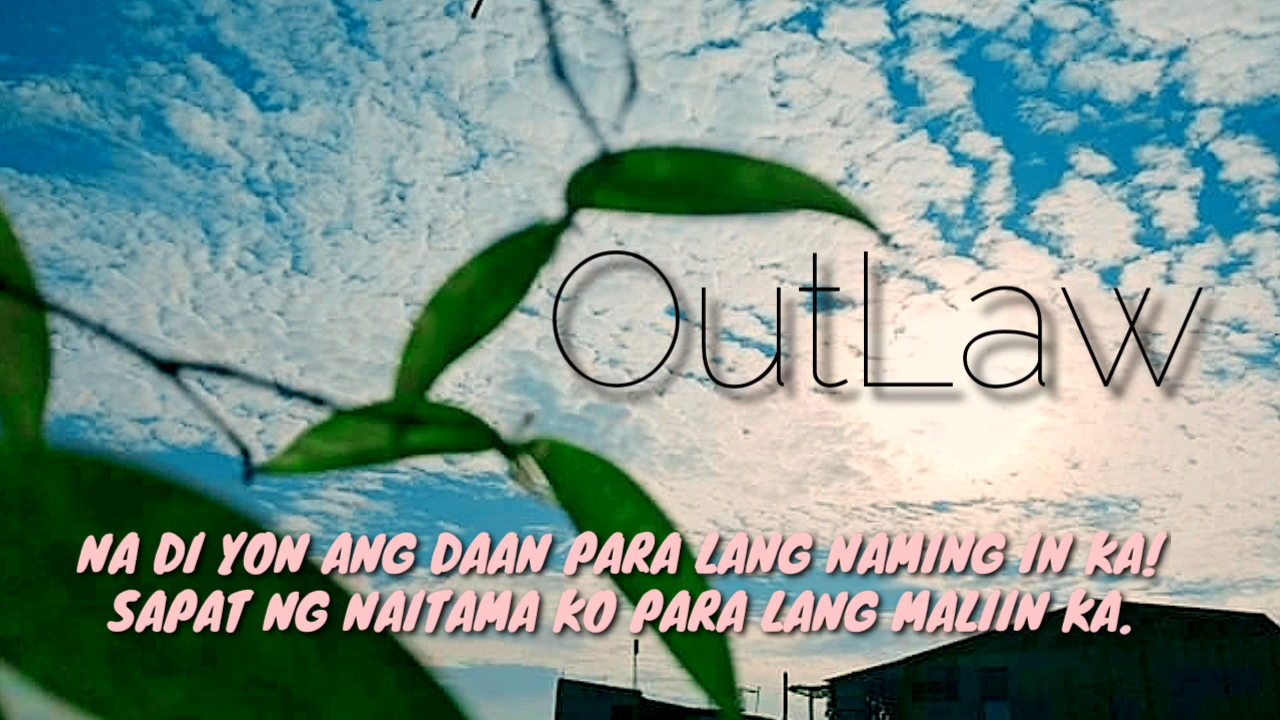 OutLaw
NA DI YON ANG DAAN PARA LANG NAMING IN KA!
SAPAT NG NAITAMA KO PARA LANG MALIIN KA.